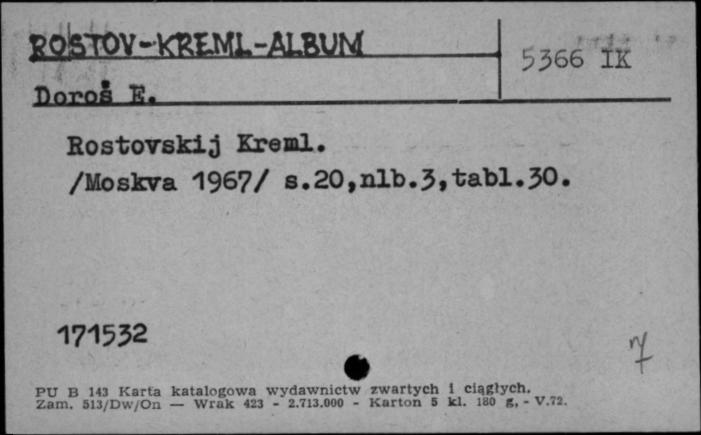 ROSTOV-KREML-ALBUM
5366 IK
Doroš E.
Rostovskij Kreml.
/Moskva 1967/ s.20,nlb.3,tabl.30.
171532
PU B 143 Karta katalogowa wydawnictw zwartych i ciągłych.
Zam. 513/Dw/On — Wrak 423 - 2.713.000 - Karton 5 kl. 180 g, - V.72.